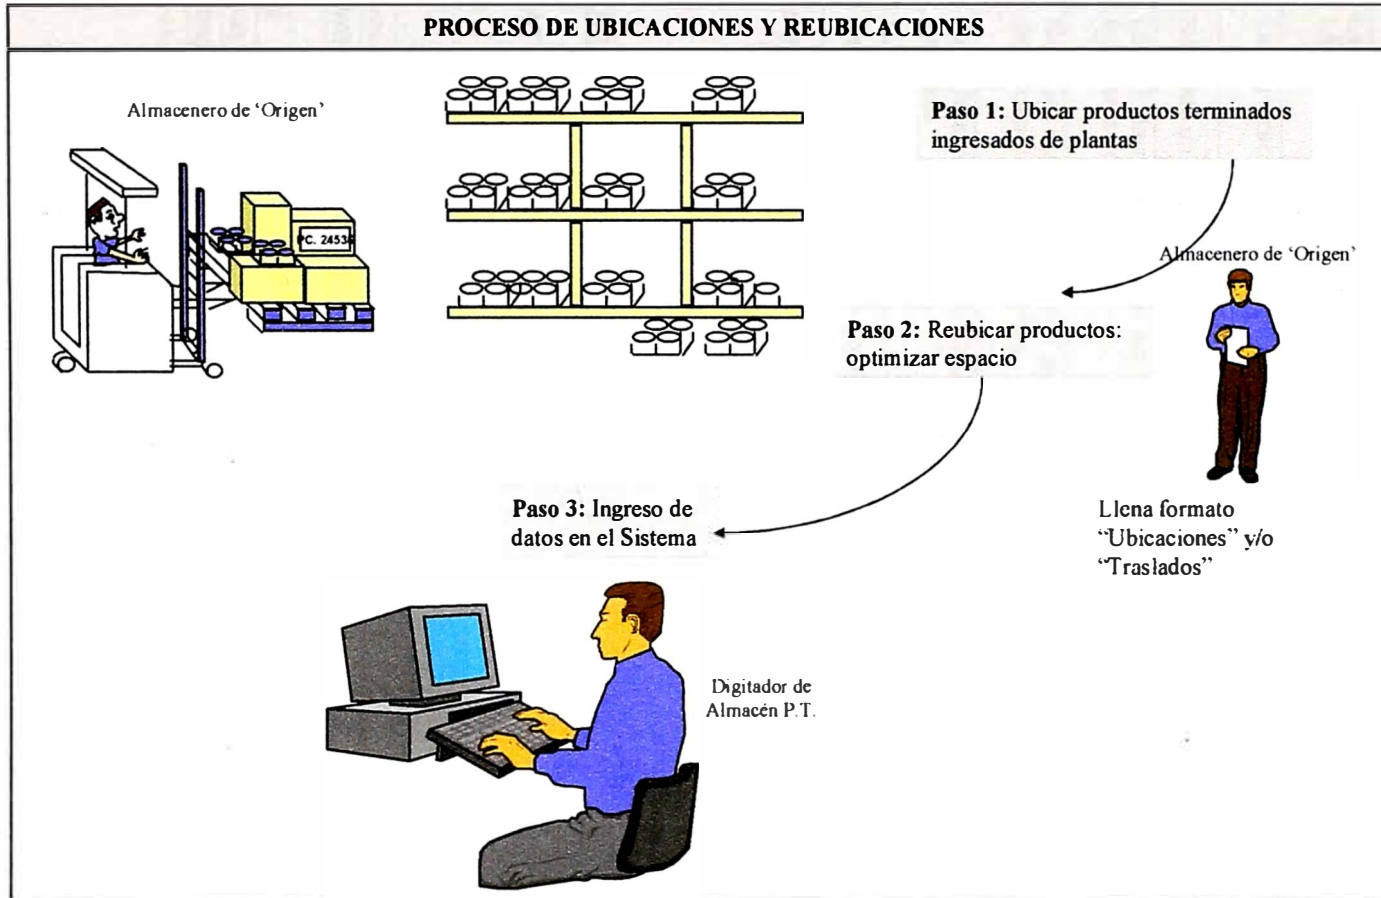 PROCESO DE UBICACIONES Y REUBICACIONES
Almacenero de ‘Origen’
PC. 24536
Paso 1: Ubicar productos terminados
ingresados de plantas
Almacenero de ‘Origen’
Paso 2: Reubicar productos:
optimizar espacio
Llena formato
“Ubicaciones” y/o
“Traslados”
Paso 3: Ingreso de
datos en el Sistema
Digitador de
Almacén P.T.